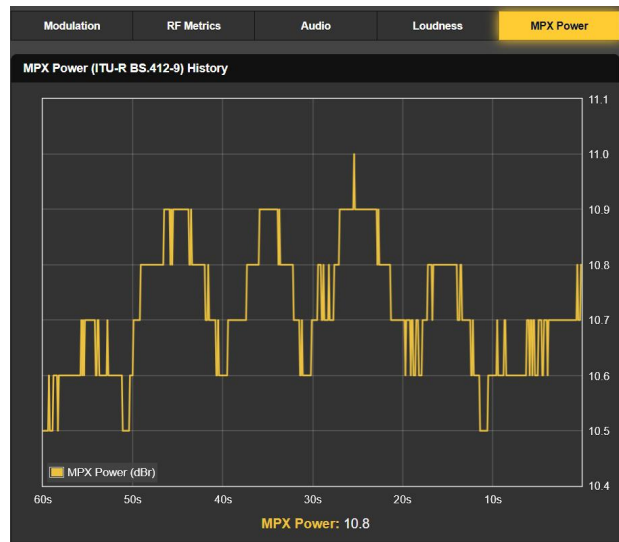 Modulation RF Metrics Audio Loudness MPX Power
MPX Power (ITU-R BS.412-9) History
11.1
11.0
10.9
10.8
10.7
10.6
10.5
10.4
MPX Power (dBr)
60s 50s 40s 30s 20s 10s
MPX Power: 10.8